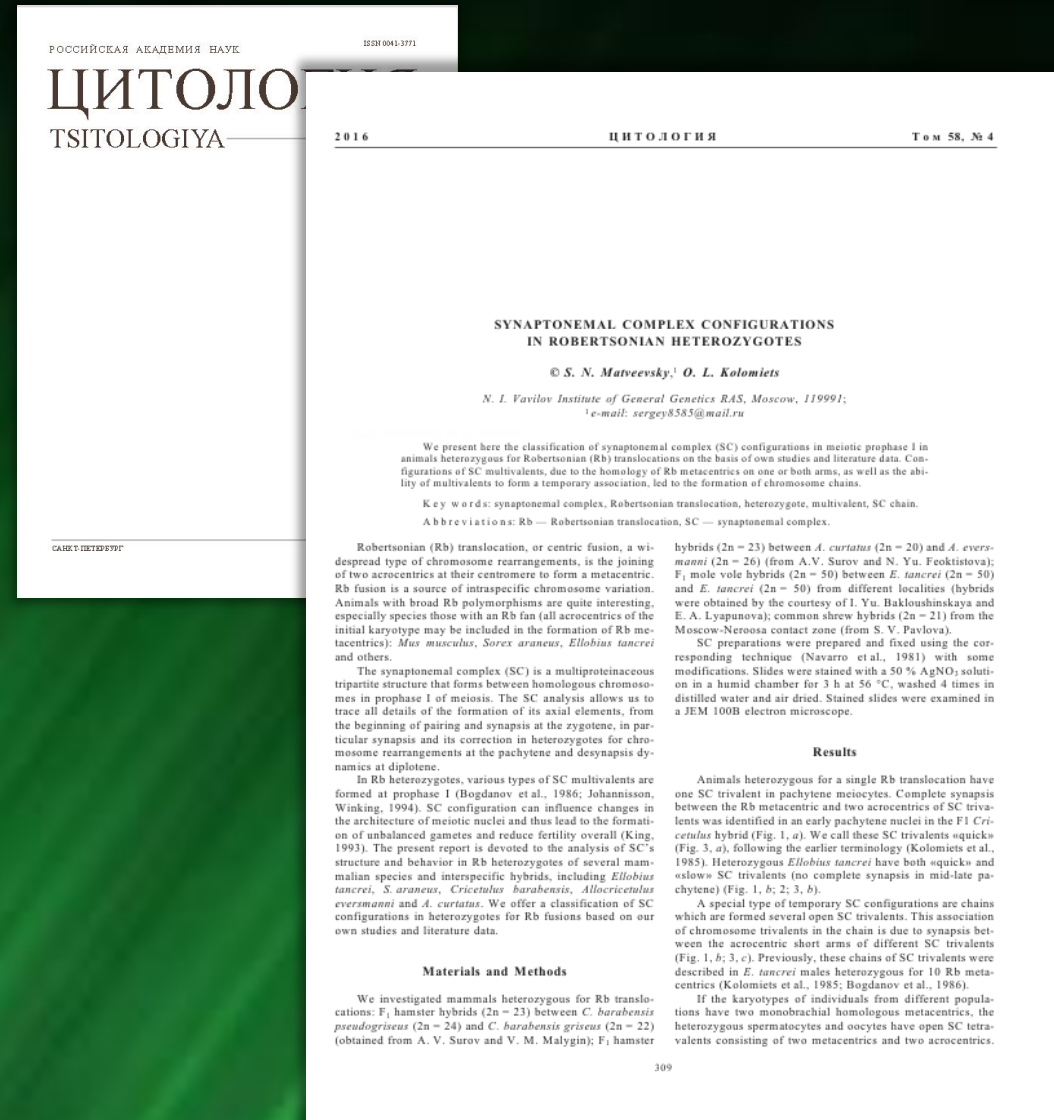 РОССИЙСКАЯ АКАДЕМИЯ НАУК
ISSN 0041-3771
TSITOLOGIYA
САНКТ-ПЕТЕРБУРГ
2016 ЦИТОЛОГИЯ Том 58, № 4
SYNAPTONEMAL COMPLEX CONFIGURATIONS
IN ROBERTSONIAN HETEROZYGOTES
© S. N. Matveevsky,¹ O. L. Kolomiets
N. I. Vavilov Institute of General Genetics RAS, Moscow, 119991;
¹ e-mail: sergey8585@mail.ru
We present here the classification of synaptonemal complex (SC) configurations in meiotic prophase I in
animals heterozygous for Robertsonian (Rb) translocations on the basis of own studies and literature data. Con-
figurations of SC multivalents, due to the homology of Rb metacentrics on one or both arms, as well as the abi-
lity of multivalents to form a temporary association, led to the formation of chromosome chains.
Key words: synaptonemal complex, Robertsonian translocation, heterozygote, multivalent, SC chain.
Abbreviations: Rb — Robertsonian translocation, SC — synaptonemal complex.
Robertsonian (Rb) translocation, or centric fusion, a wi-
despread type of chromosome rearrangements, is the joining
of two acrocentrics at their centromere to form a metacentric.
Rb fusion is a source of intraspecific chromosome variation.
Animals with broad Rb polymorphisms are quite interesting,
especially species those with an Rb fan (all acrocentrics of the
initial karyotype may be included in the formation of Rb me-
tacentrics): Mus musculus, Sorex araneus, Ellobius tancrei
and others.
The synaptonemal complex (SC) is a multiproteinaceous
tripartite structure that forms between homologous chromoso-
mes in prophase I of meiosis. The SC analysis allows us to
trace all details of the formation of its axial elements, from
the beginning of pairing and synapsis at the zygotene, in par-
ticular synapsis and its correction in heterozygotes for chro-
mosome rearrangements at the pachytene and desynapsis dy-
namics at diplotene.
In Rb heterozygotes, various types of SC multivalents are
formed at prophase I (Bogdanov et al., 1986; Johannisson,
Winking, 1994). SC configuration can influence changes in
the architecture of meiotic nuclei and thus lead to the formati-
on of unbalanced gametes and reduce fertility overall (King,
1993). The present report is devoted to the analysis of SC's
structure and behavior in Rb heterozygotes of several mam-
malian species and interspecific hybrids, including Ellobius
tancrei, S. araneus, Cricetulus barabensis, Allocricetulus
eversmanni and A. curtatus. We offer a classification of SC
configurations in heterozygotes for Rb fusions based on our
own studies and literature data.
Materials and Methods
We investigated mammals heterozygous for Rb translo-
cations: F₁ hamster hybrids (2n = 23) between C. barabensis
pseudogriseus (2n = 24) and C. barabensis griseus (2n = 22)
(obtained from A. V. Surov and V. M. Malygin); F₁ hamster
hybrids (2n = 23) between A. curtatus (2n = 20) and A. evers-
manni (2n = 26) (from A.V. Surov and N. Yu. Feoktistova);
F₁ mole vole hybrids (2n = 50) between E. tancrei (2n = 50)
and E. tancrei (2n = 50) from different localities (hybrids
were obtained by the courtesy of I. Yu. Bakloushinskaya and
E. A. Lyapunova); common shrew hybrids (2n = 21) from the
Moscow-Neroosa contact zone (from S. V. Pavlova).
SC preparations were prepared and fixed using the cor-
responding technique (Navarro et al., 1981) with some
modifications. Slides were stained with a 50 % AgNO₃ soluti-
on in a humid chamber for 3 h at 56 °C, washed 4 times in
distilled water and air dried. Stained slides were examined in
a JEM 100B electron microscope.
Results
Animals heterozygous for a single Rb translocation have
one SC trivalent in pachytene meiocytes. Complete synapsis
between the Rb metacentric and two acrocentrics of SC triva-
lents was identified in an early pachytene nuclei in the F1 Cri-
cetulus hybrid (Fig. 1, a). We call these SC trivalents «quick»
(Fig. 3, a), following the earlier terminology (Kolomiets et al.,
1985). Heterozygous Ellobius tancrei have both «quick» and
«slow» SC trivalents (no complete synapsis in mid-late pa-
chytene) (Fig. 1, b; 2; 3, b).
A special type of temporary SC configurations are chains
which are formed several open SC trivalents. This association
of chromosome trivalents in the chain is due to synapsis bet-
ween the acrocentric short arms of different SC trivalents
(Fig. 1, b; 3, c). Previously, these chains of SC trivalents were
described in E. tancrei males heterozygous for 10 Rb meta-
centrics (Kolomiets et al., 1985; Bogdanov et al., 1986).
If the karyotypes of individuals from different popula-
tions have two monobrachial homologous metacentrics, the
heterozygous spermatocytes and oocytes have open SC tetra-
valents consisting of two metacentrics and two acrocentrics.
309